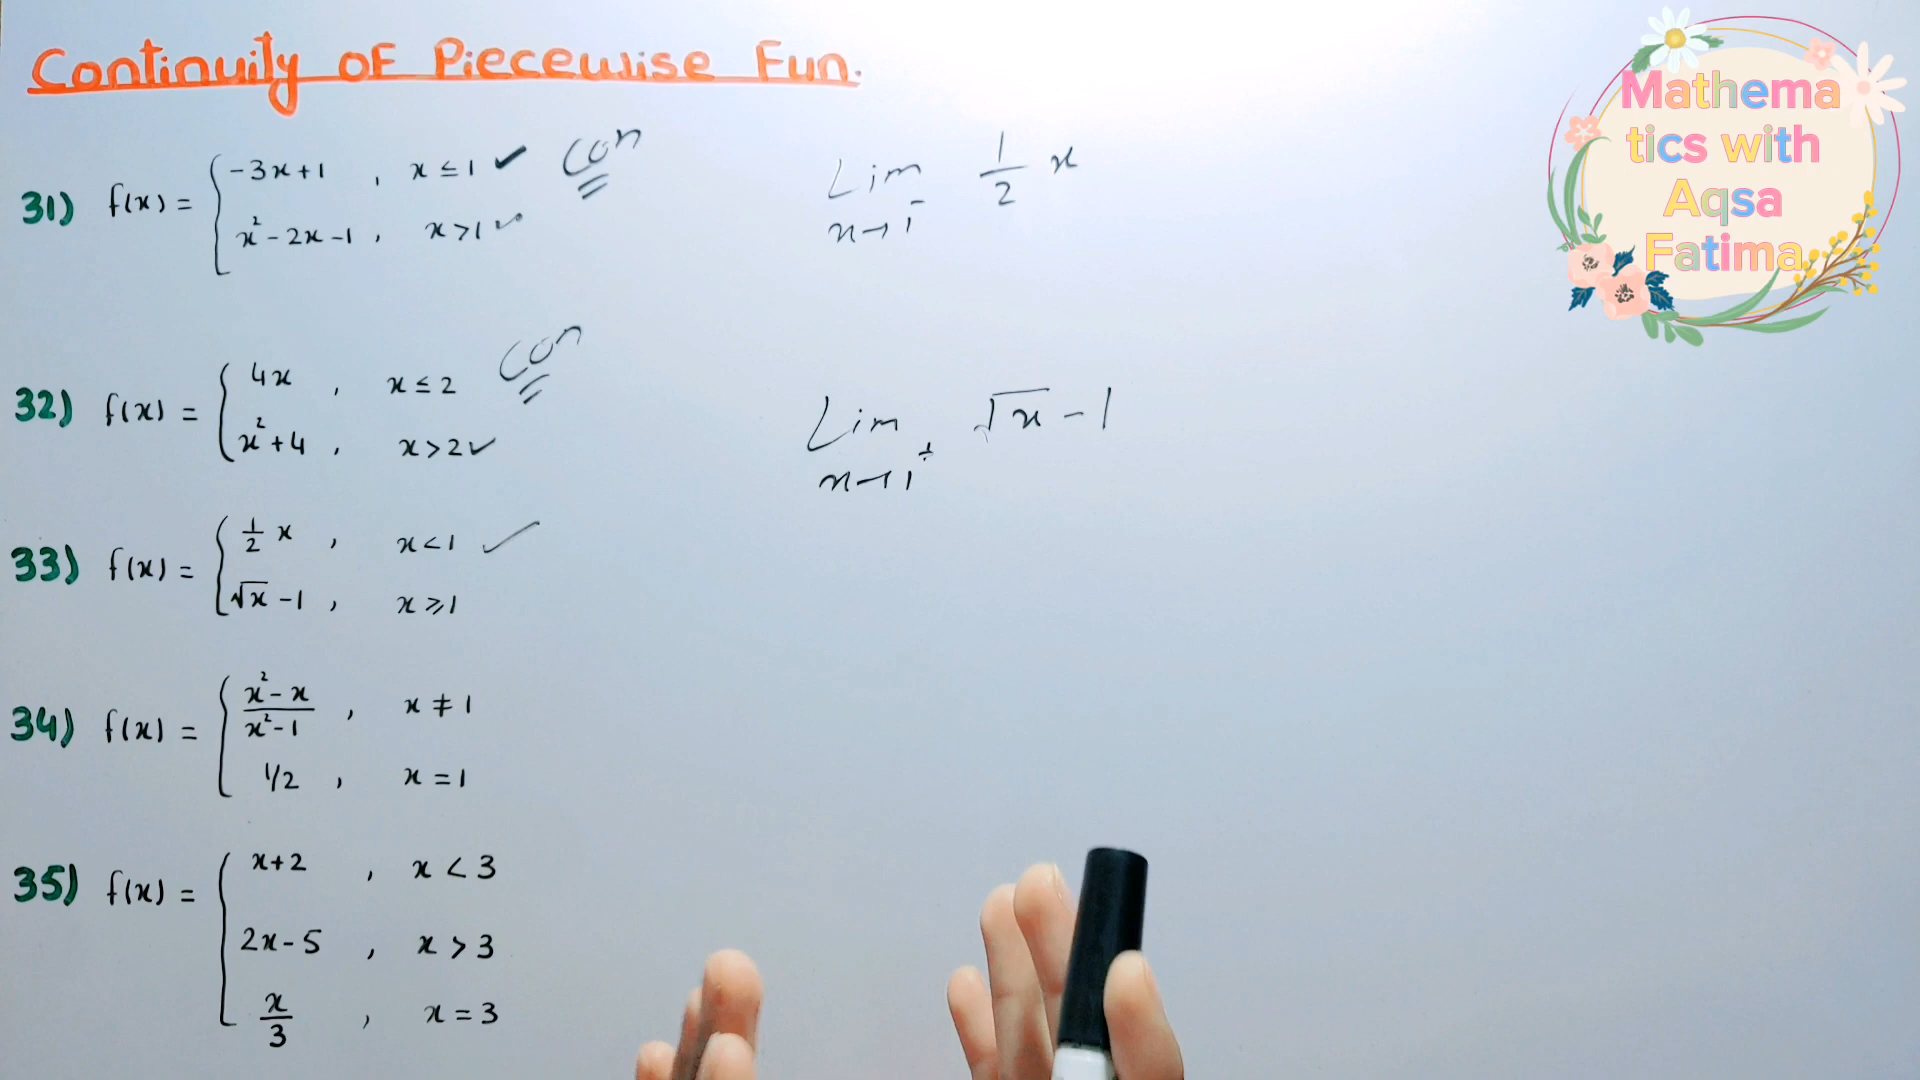 Continuity of Piecewise Fun.
31) f(x) = { -3x+1 , x ≤ 1 ✓
x² - 2x - 1 , x > 1 ✓
Con
32) f(x) = { 4x , x ≤ 2
x² + 4 , x > 2 ✓
Con
33) f(x) = { 1/2 x , x < 1 ✓
√x - 1 , x ≥ 1
34) f(x) = { x² - x / x² - 1 , x ≠ 1
1/2 , x = 1
35) f(x) = { x+2 , x < 3
2x - 5 , x > 3
x/3 , x = 3
Lim 1/2 x
x→1⁻
Lim √x - 1
x→1⁺
Mathema
tics with
Aqsa
Fatima